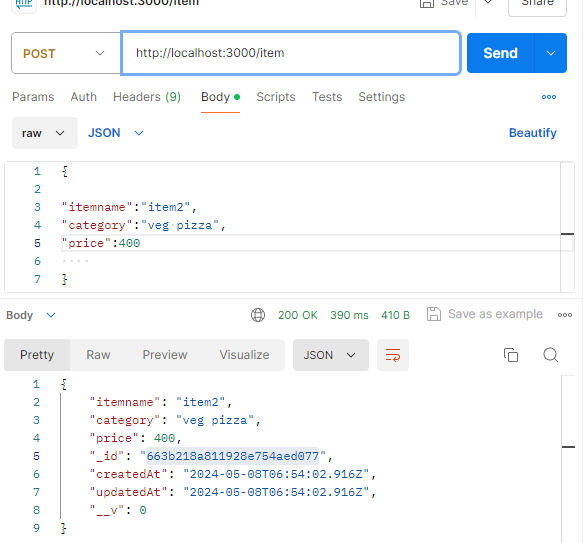 HTTP http://localhost:3000/item Save Share
POST http://localhost:3000/item Send
Params Auth Headers (9) Body Scripts Tests Settings
raw JSON Beautify
1 {
2
3 "itemname":"item2",
4 "category":"veg·pizza",
5 "price":400
6 ····
7 }
Body 200 OK 390 ms 410 B Save as example
Pretty Raw Preview Visualize JSON
1 {
2 "itemname": "item2",
3 "category": "veg pizza",
4 "price": 400,
5 "_id": "663b218a811928e754aed077",
6 "createdAt": "2024-05-08T06:54:02.916Z",
7 "updatedAt": "2024-05-08T06:54:02.916Z",
8 "__v": 0
9 }